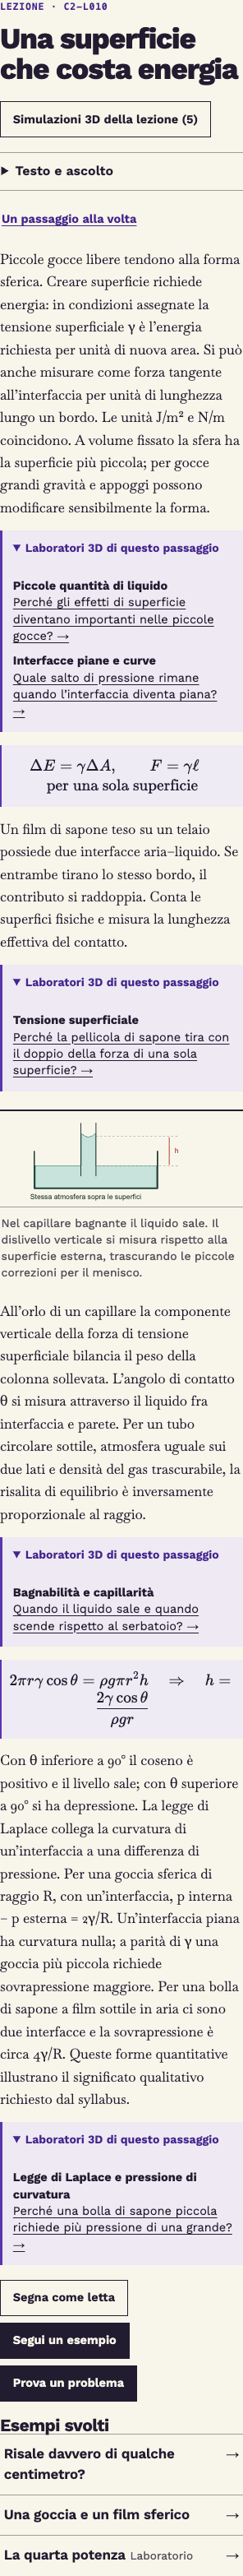 LEZIONE · C2–L010
Una superficie
che costa energia
Simulazioni 3D della lezione (5)
▶ Testo e ascolto
Un passaggio alla volta
Piccole gocce libere tendono alla forma
sferica. Creare superficie richiede
energia: in condizioni assegnate la
tensione superficiale γ è l’energia
richiesta per unità di nuova area. Si può
anche misurare come forza tangente
all’interfaccia per unità di lunghezza
lungo un bordo. Le unità J/m² e N/m
coincidono. A volume fissato la sfera ha
la superficie più piccola; per gocce
grandi gravità e appoggi possono
modificare sensibilmente la forma.
▼ Laboratori 3D di questo passaggio
Piccole quantità di liquido
Perché gli effetti di superficie
diventano importanti nelle piccole
gocce? →
Interfacce piane e curve
Quale salto di pressione rimane
quando l’interfaccia diventa piana?
→
ΔE = γΔA, F = γℓ
per una sola superficie
Un film di sapone teso su un telaio
possiede due interfacce aria–liquido. Se
entrambe tirano lo stesso bordo, il
contributo si raddoppia. Conta le
superfici fisiche e misura la lunghezza
effettiva del contatto.
▼ Laboratori 3D di questo passaggio
Tensione superficiale
Perché la pellicola di sapone tira con
il doppio della forza di una sola
superficie? →
h
Stessa atmosfera sopra le superfici
Nel capillare bagnante il liquido sale. Il
dislivello verticale si misura rispetto alla
superficie esterna, trascurando le piccole
correzioni per il menisco.
All’orlo di un capillare la componente
verticale della forza di tensione
superficiale bilancia il peso della
colonna sollevata. L’angolo di contatto
θ si misura attraverso il liquido fra
interfaccia e parete. Per un tubo
circolare sottile, atmosfera uguale sui
due lati e densità del gas trascurabile, la
risalita di equilibrio è inversamente
proporzionale al raggio.
▼ Laboratori 3D di questo passaggio
Bagnabilità e capillarità
Quando il liquido sale e quando
scende rispetto al serbatoio? →
2πrγ cos θ = ρgπr²h ⇒ h =
2γ cos θ
ρgr
Con θ inferiore a 90° il coseno è
positivo e il livello sale; con θ superiore
a 90° si ha depressione. La legge di
Laplace collega la curvatura di
un’interfaccia a una differenza di
pressione. Per una goccia sferica di
raggio R, con un’interfaccia, p interna
− p esterna = 2γ/R. Un’interfaccia piana
ha curvatura nulla; a parità di γ una
goccia più piccola richiede
sovrapressione maggiore. Per una bolla
di sapone a film sottile in aria ci sono
due interfacce e la sovrapressione è
circa 4γ/R. Queste forme quantitative
illustrano il significato qualitativo
richiesto dal syllabus.
▼ Laboratori 3D di questo passaggio
Legge di Laplace e pressione di
curvatura
Perché una bolla di sapone piccola
richiede più pressione di una grande?
→
Segna come letta
Segui un esempio
Prova un problema
Esempi svolti
Risale davvero di qualche →
centimetro?
Una goccia e un film sferico →
La quarta potenza Laboratorio →